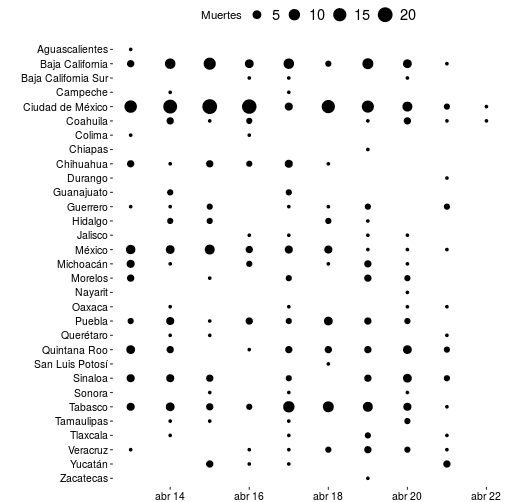 Muertes 5 10 15 20
Aguascalientes
Baja California
Baja California Sur
Campeche
Ciudad de México
Coahuila
Colima
Chiapas
Chihuahua
Durango
Guanajuato
Guerrero
Hidalgo
Jalisco
México
Michoacán
Morelos
Nayarit
Oaxaca
Puebla
Querétaro
Quintana Roo
San Luis Potosí
Sinaloa
Sonora
Tabasco
Tamaulipas
Tlaxcala
Veracruz
Yucatán
Zacatecas
abr 14 abr 16 abr 18 abr 20 abr 22